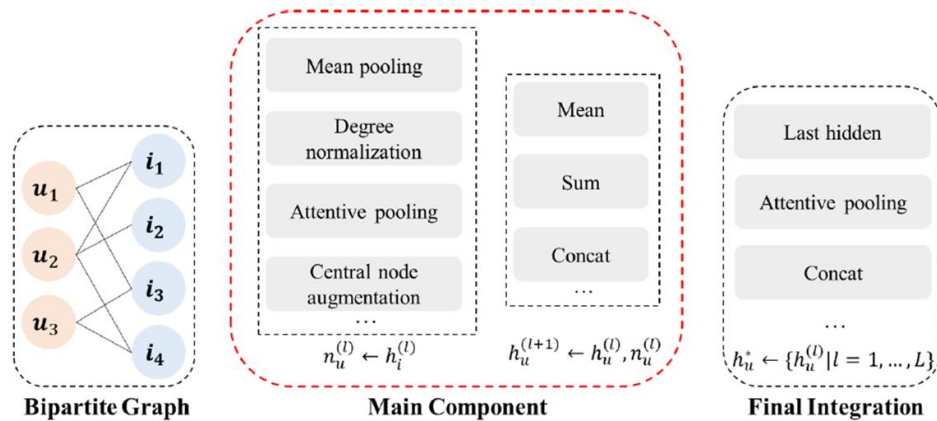 u₁
u₂
u₃
i₁
i₂
i₃
i₄
Bipartite Graph
Mean pooling
Degree
normalization
Attentive pooling
Central node
augmentation
...
n_u^(l) ← h_i^(l)
Mean
Sum
Concat
...
h_u^(l+1) ← h_u^(l), n_u^(l)
Main Component
Last hidden
Attentive pooling
Concat
...
h_u^* ← {h_u^(l)|l = 1, ..., L}
Final Integration